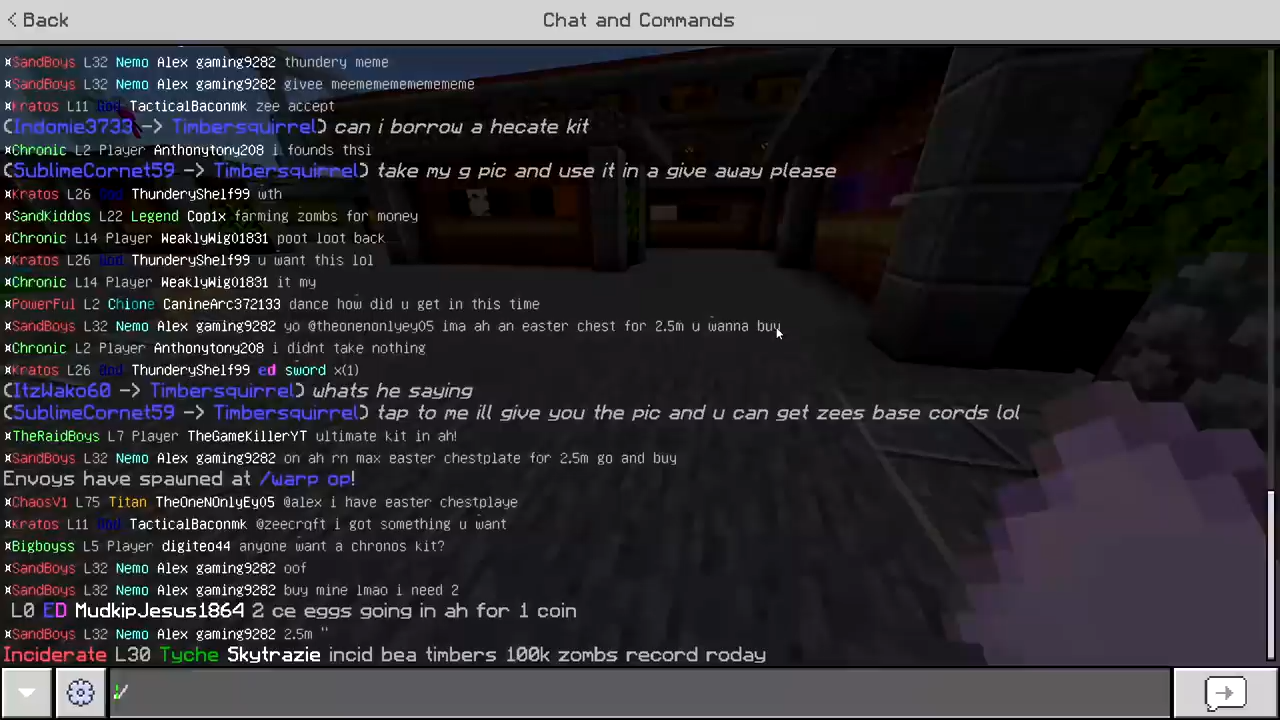 < Back
Chat and Commands
¤SandBoys L32 Nemo Alex gaming9282 thundery meme
¤SandBoys L32 Nemo Alex gaming9282 givee meemememememememe
¤Kratos L11 God TacticalBaconmk zee accept
(Indomie3733 -> Timbersquirrel) can i borrow a hecate kit
¤Chronic L2 Player Anthonytony208 i founds thsi
(SublimeCornet59 -> Timbersquirrel) take my g pic and use it in a give away please
¤Kratos L26 God ThunderyShelf99 wth
¤SandKiddos L22 Legend Cop1x farming zombs for money
¤Chronic L14 Player WeaklyWig01831 poot loot back
¤Kratos L26 God ThunderyShelf99 u want this lol
¤Chronic L14 Player WeaklyWig01831 it my
¤PowerFul L2 Chione CanineArc372133 dance how did u get in this time
¤SandBoys L32 Nemo Alex gaming9282 yo @theonenonlyey05 ima ah an easter chest for 2.5m u wanna buy
¤Chronic L2 Player Anthonytony208 i didnt take nothing
¤Kratos L26 God ThunderyShelf99 ed sword x(1)
(ItzWako60 -> Timbersquirrel) whats he saying
(SublimeCornet59 -> Timbersquirrel) tap to me ill give you the pic and u can get zees base cords lol
¤TheRaidBoys L7 Player TheGameKillerYT ultimate kit in ah!
¤SandBoys L32 Nemo Alex gaming9282 on ah rn max easter chestplate for 2.5m go and buy
Envoys have spawned at /warp op!
¤ChaosV1 L75 Titan TheOneNOnlyEy05 @alex i have easter chestplaye
¤Kratos L11 God TacticalBaconmk @zeecrqft i got something u want
¤Bigboyss L5 Player digiteo44 anyone want a chronos kit?
¤SandBoys L32 Nemo Alex gaming9282 oof
¤SandBoys L32 Nemo Alex gaming9282 buy mine lmao i need 2
L0 ED MudkipJesus1864 2 ce eggs going in ah for 1 coin
¤SandBoys L32 Nemo Alex gaming9282 2.5m "
Inciderate L30 Tyche Skytrazie incid bea timbers 100k zombs record roday
/